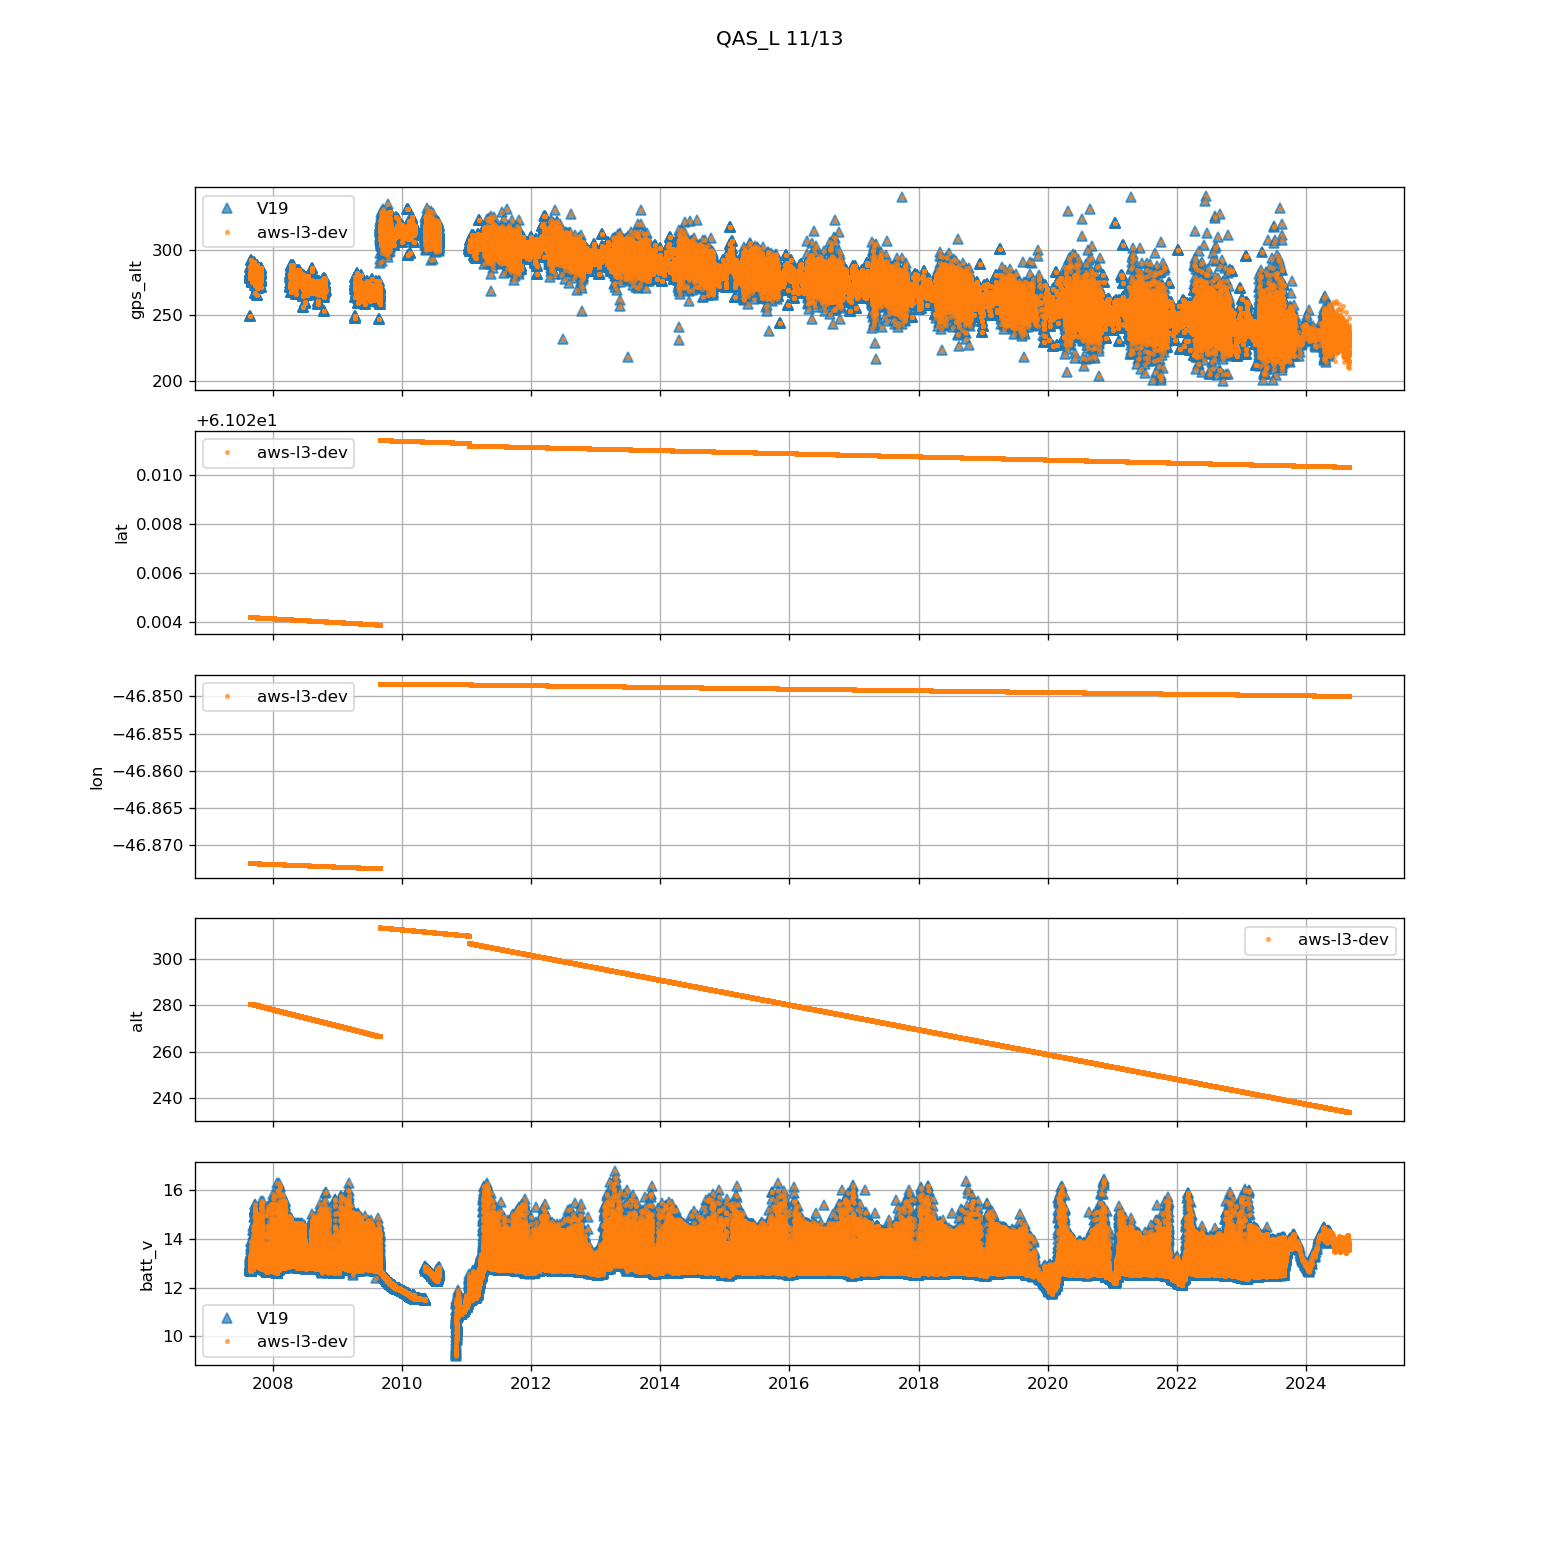 QAS_L 11/13
V19
aws-l3-dev
300
250
200
gps_alt
+6.102e1
aws-l3-dev
0.010
0.008
0.006
0.004
lat
aws-l3-dev
−46.850
−46.855
−46.860
−46.865
−46.870
lon
aws-l3-dev
300
280
260
240
alt
16
14
12
10
batt_v
V19
aws-l3-dev
2008 2010 2012 2014 2016 2018 2020 2022 2024